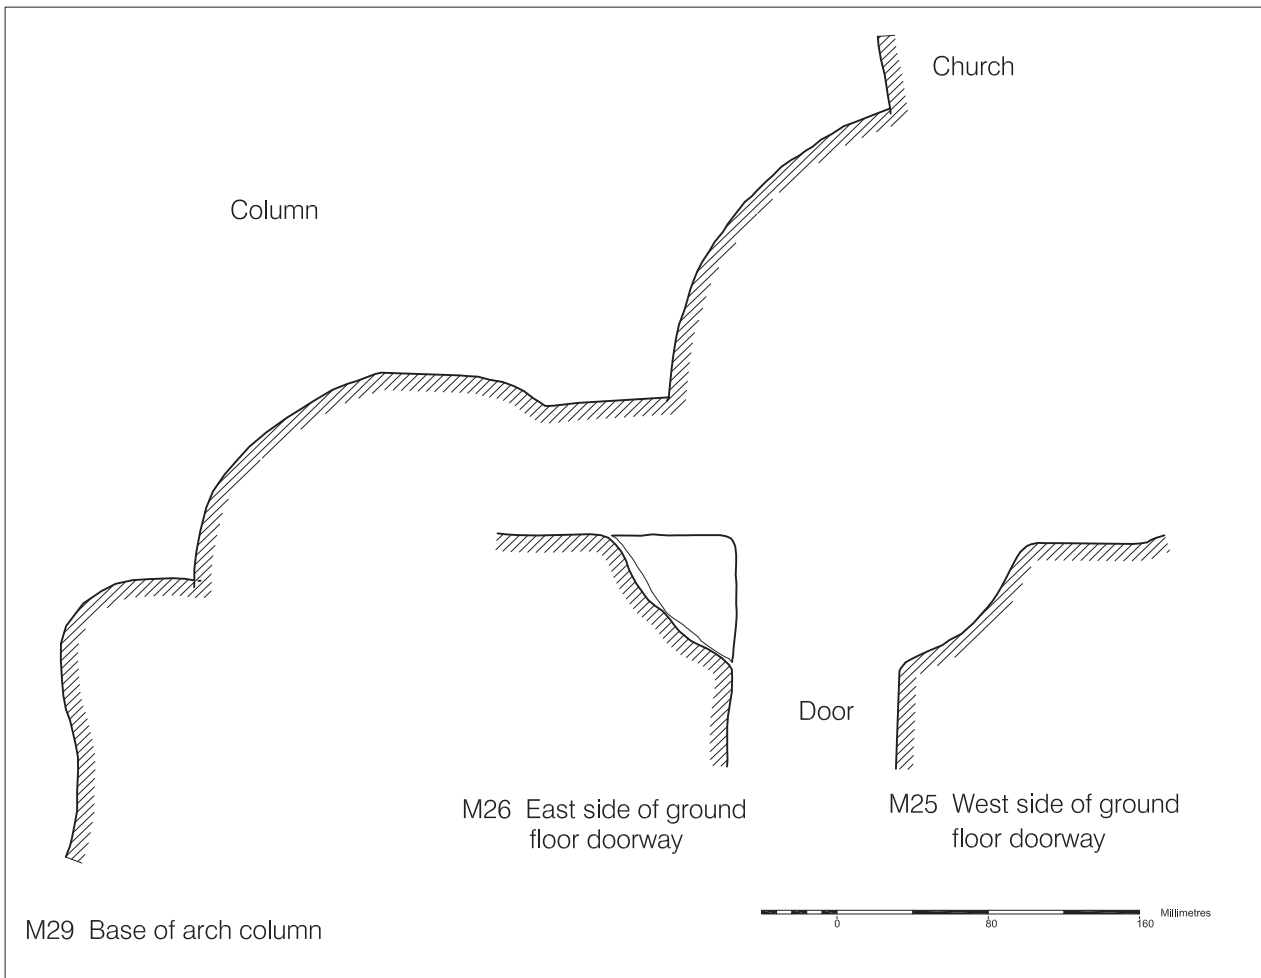 Church
Column
Door
M26 East side of ground
floor doorway
M25 West side of ground
floor doorway
M29 Base of arch column
0 80 160 Millimetres